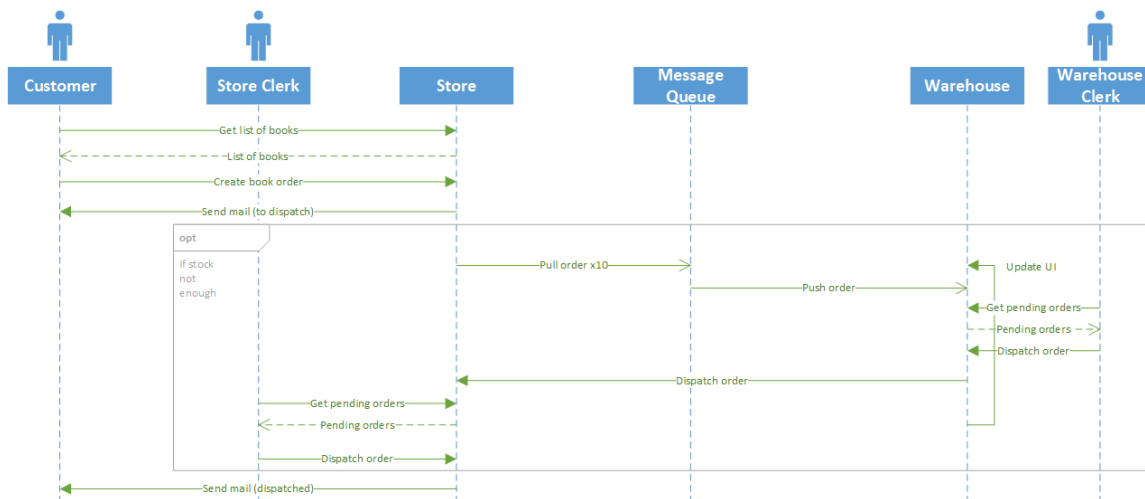 Customer
Store Clerk
Store
Message
Queue
Warehouse
Warehouse
Clerk
Get list of books
List of books
Create book order
Send mail (to dispatch)
opt
if stock
not
enough
Pull order x10
Update UI
Push order
Get pending orders
Pending orders
Dispatch order
Dispatch order
Get pending orders
Pending orders
Dispatch order
Send mail (dispatched)